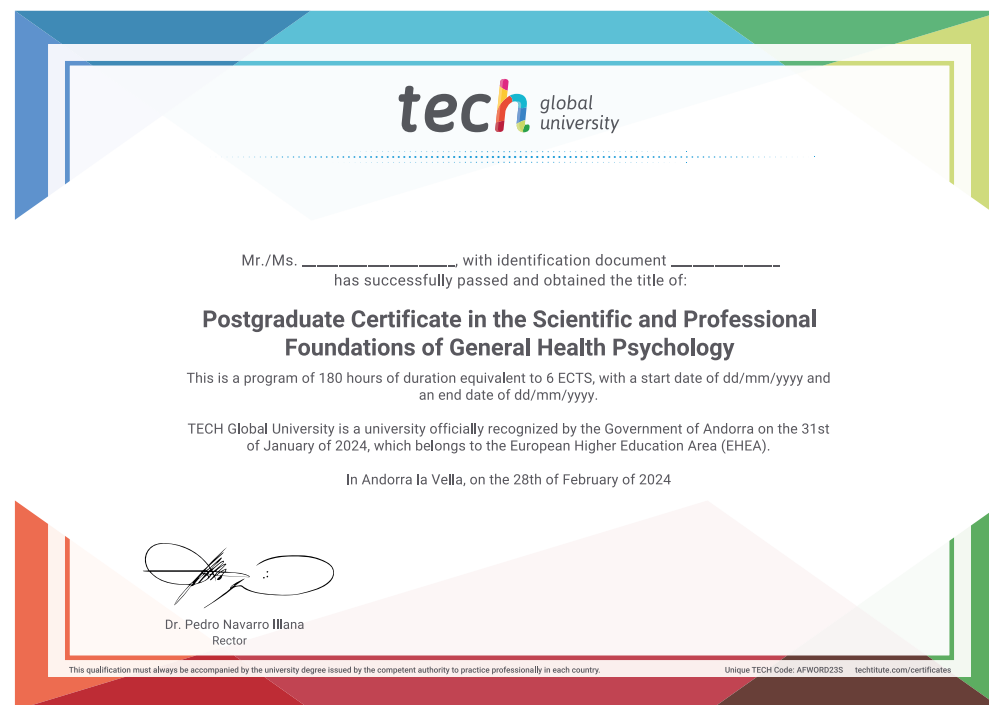 tech global university
Mr./Ms. ____________________, with identification document ______________
has successfully passed and obtained the title of:
Postgraduate Certificate in the Scientific and Professional
Foundations of General Health Psychology
This is a program of 180 hours of duration equivalent to 6 ECTS, with a start date of dd/mm/yyyy and
an end date of dd/mm/yyyy.
TECH Global University is a university officially recognized by the Government of Andorra on the 31st
of January of 2024, which belongs to the European Higher Education Area (EHEA).
In Andorra la Vella, on the 28th of February of 2024
Dr. Pedro Navarro Illana
Rector
This qualification must always be accompanied by the university degree issued by the competent authority to practice professionally in each country.
Unique TECH Code: AFWORD23S techtitute.com/certificates